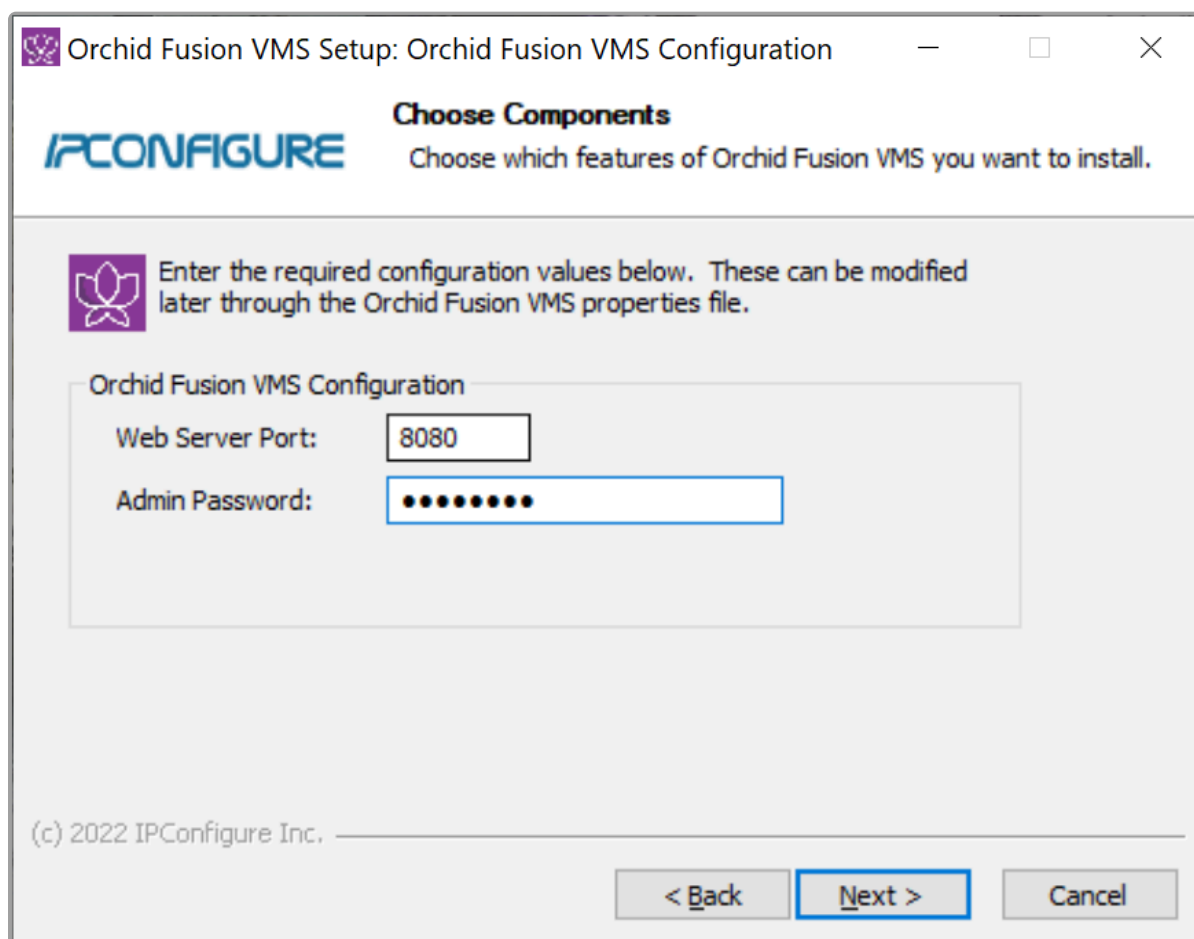 Orchid Fusion VMS Setup: Orchid Fusion VMS Configuration
IPCONFIGURE
Choose Components
Choose which features of Orchid Fusion VMS you want to install.
Enter the required configuration values below.  These can be modified
later through the Orchid Fusion VMS properties file.
Orchid Fusion VMS Configuration
Web Server Port: 8080
Admin Password: ●●●●●●●●
(c) 2022 IPConfigure Inc.
< Back Next > Cancel